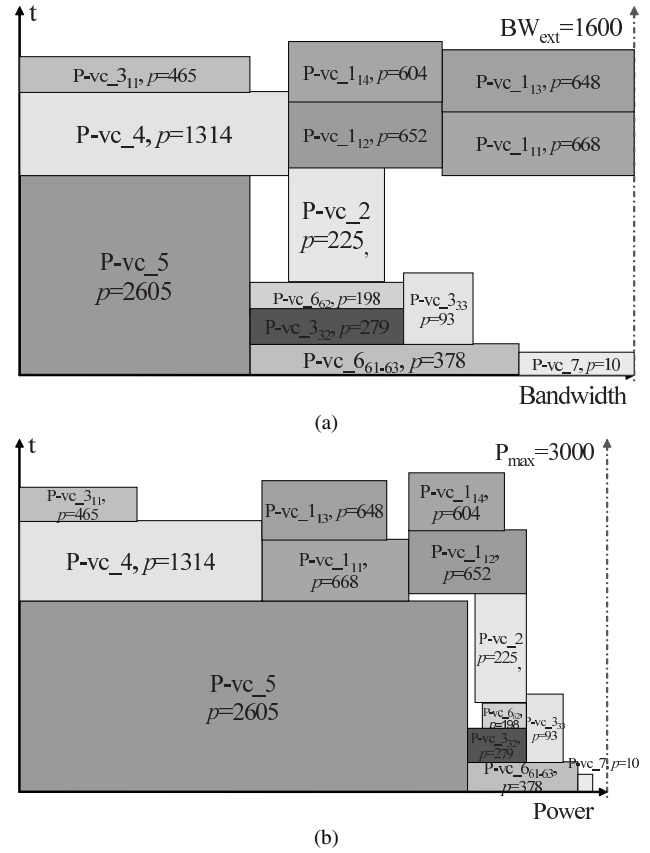 t
BW_ext=1600
P-vc_3_11, p=465
P-vc_1_14, p=604
P-vc_1_13, p=648
P-vc_4, p=1314
P-vc_1_12, p=652
P-vc_1_11, p=668
P-vc_2
p=225,
P-vc_5
p=2605
P-vc_6_62, p=198
P-vc_3_33
p=93
P-vc_3_32, p=279
P-vc_6_61-63, p=378
P-vc_7, p=10
Bandwidth
(a)
t
P_max=3000
P-vc_3_11,
p=465
P-vc_1_13, p=648
P-vc_1_14,
p=604
P-vc_4, p=1314
P-vc_1_11,
p=668
P-vc_1_12,
p=652
P-vc_2
p=225,
P-vc_5
p=2605
P-vc_6_62,
p=198
P-vc_3_33
p=93
P-vc_3_32,
p=279
P-vc_6_61-63,
p=378
P-vc_7, p=10
Power
(b)